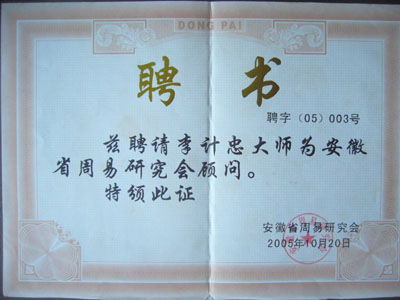 DONG PAI
聘 书
聘字（05）003号
兹聘请李计忠大师为安徽
省周易研究会顾问。
特颁此证
安徽省周易研究会
2005年10月20日